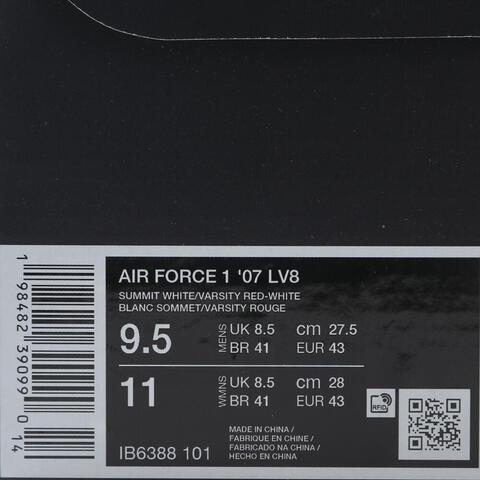 AIR FORCE 1 '07 LV8
SUMMIT WHITE/VARSITY RED-WHITE
BLANC SOMMET/VARSITY ROUGE
9.5 MENS UK 8.5 cm 27.5
BR 41 EUR 43
11 WMNS UK 8.5 cm 28
BR 41 EUR 43
RFID
IB6388 101
MADE IN CHINA /
FABRIQUE EN CHINE /
FABRICADO NA CHINA /
HECHO EN CHINA
1 98482 39099 0 14